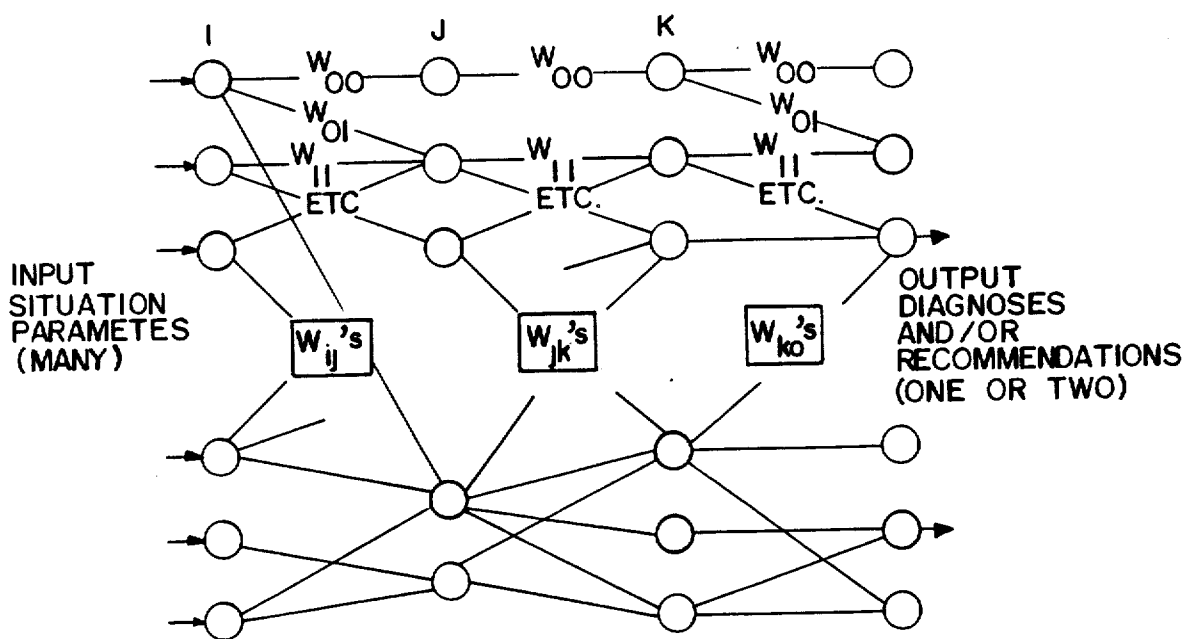 I
J
K
W00
W00
W00
W01
W01
W11
W11
W11
ETC
ETC.
ETC.
INPUT
SITUATION
PARAMETES
(MANY)
Wij's
Wjk's
Wko's
OUTPUT
DIAGNOSES
AND/OR
RECOMMENDATIONS
(ONE OR TWO)